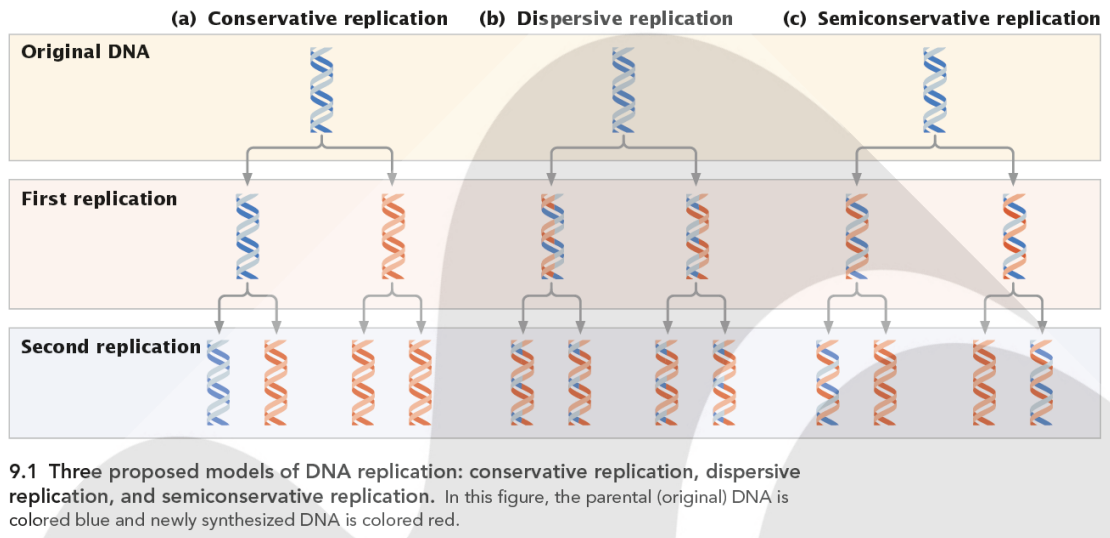 (a) Conservative replication
(b) Dispersive replication
(c) Semiconservative replication
Original DNA
First replication
Second replication
9.1 Three proposed models of DNA replication: conservative replication, dispersive
replication, and semiconservative replication. In this figure, the parental (original) DNA is
colored blue and newly synthesized DNA is colored red.